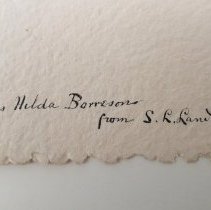 s Hilda Borreson
from S. L. Land